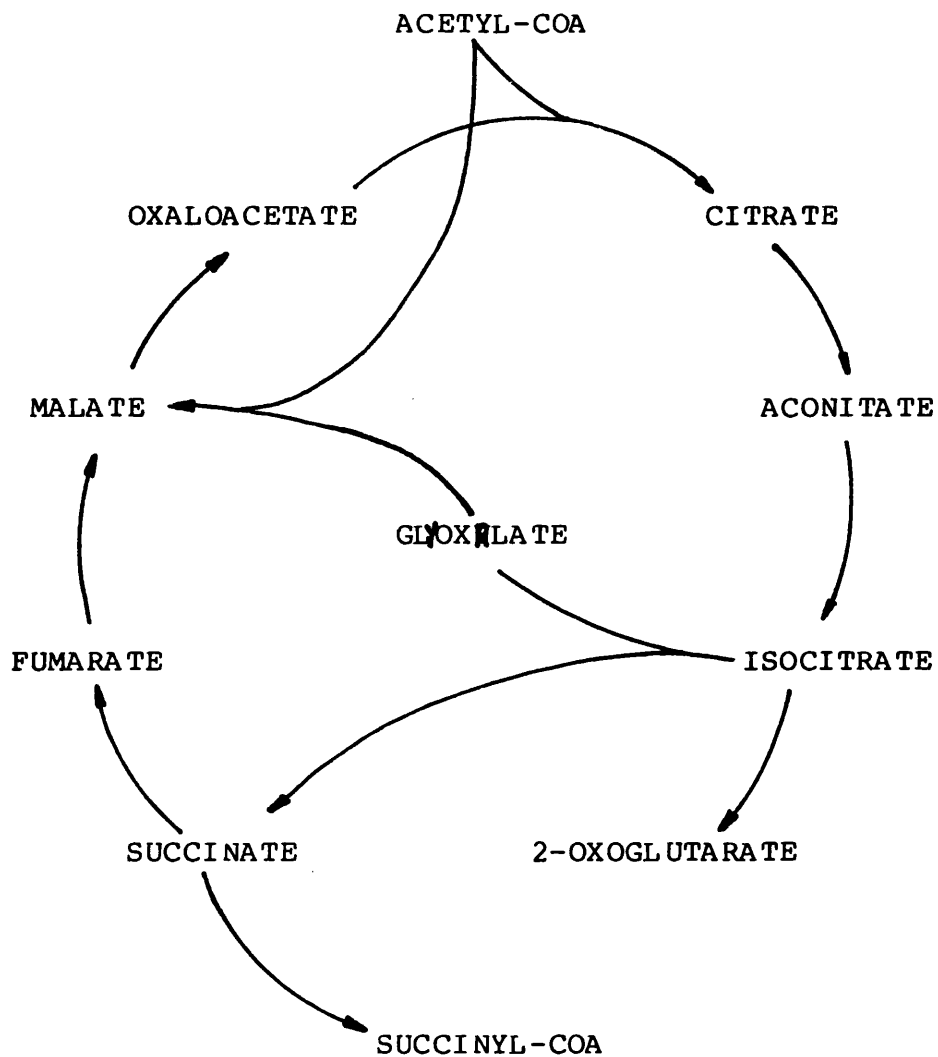 ACETYL-COA
OXALOACETATE CITRATE
MALATE ACONITATE
GLYOXYLATE
FUMARATE ISOCITRATE
SUCCINATE 2-OXOGLUTARATE
SUCCINYL-COA